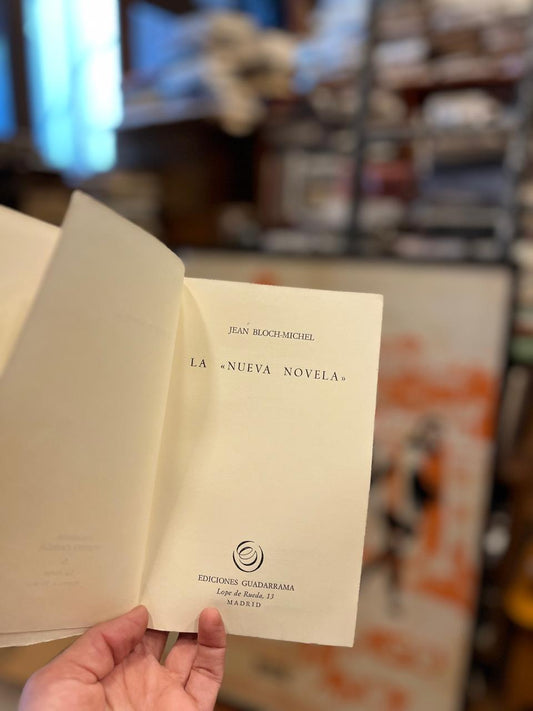 JEAN BLOCH-MICHEL
LA «NUEVA NOVELA»
EDICIONES GUADARRAMA
Lope de Rueda, 13
MADRID